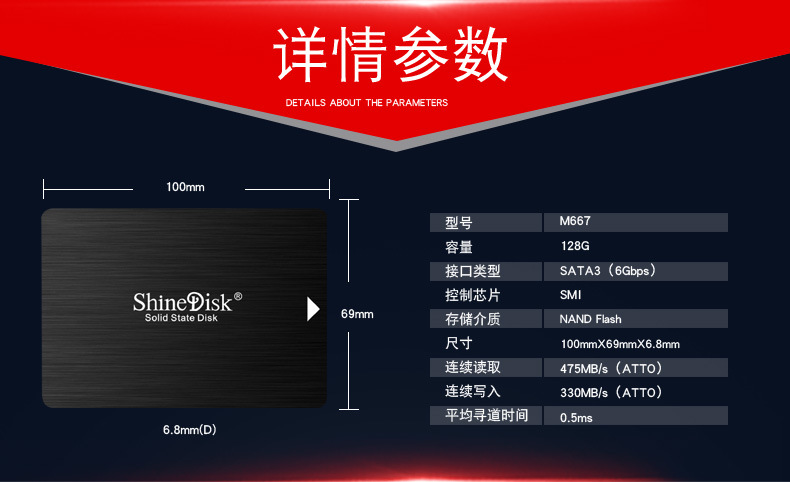 详情参数
DETAILS ABOUT THE PARAMETERS
100mm
ShineDisk®
Solid State Disk
69mm
6.8mm(D)
型号 M667
容量 128G
接口类型 SATA3（6Gbps）
控制芯片 SMI
存储介质 NAND Flash
尺寸 100mmX69mmX6.8mm
连续读取 475MB/s（ATTO）
连续写入 330MB/s（ATTO）
平均寻道时间 0.5ms